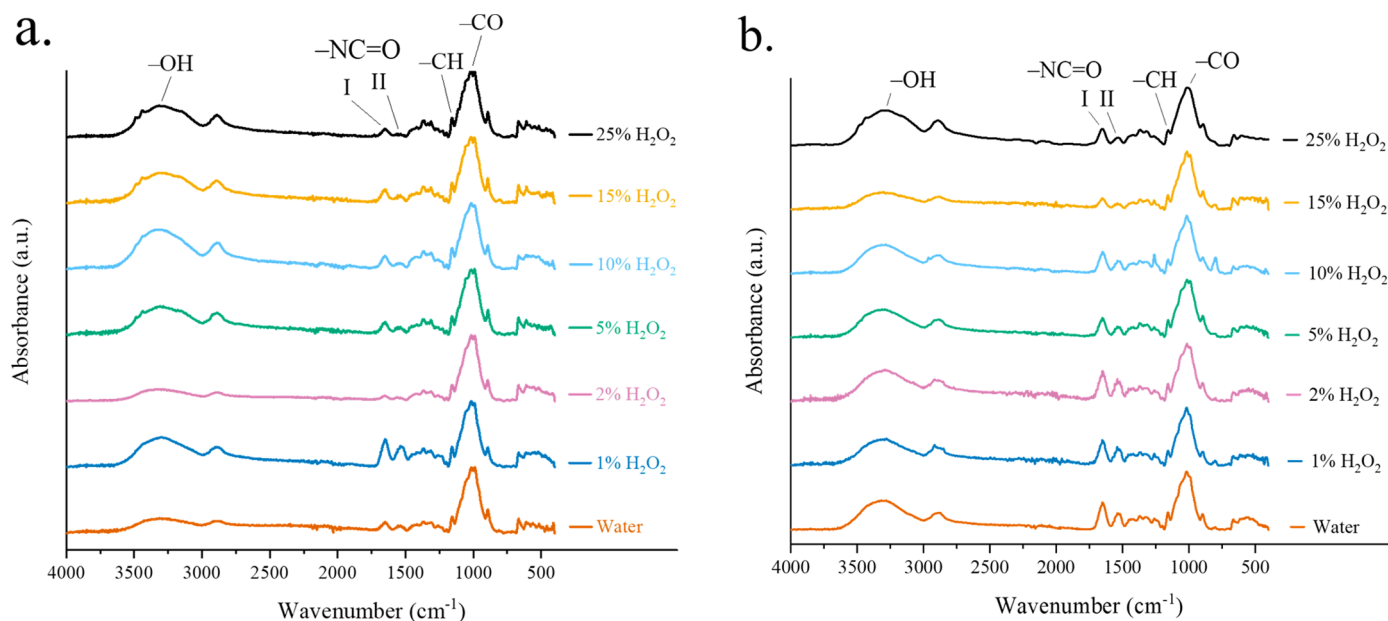 a.
–CO
–NC=O
–CH
–OH
I
II
25% H₂O₂
15% H₂O₂
10% H₂O₂
5% H₂O₂
2% H₂O₂
1% H₂O₂
Water
Absorbance (a.u.)
4000 3500 3000 2500 2000 1500 1000 500
Wavenumber (cm⁻¹)
b.
–CO
–NC=O
–CH
–OH
I
II
25% H₂O₂
15% H₂O₂
10% H₂O₂
5% H₂O₂
2% H₂O₂
1% H₂O₂
Water
Absorbance (a.u.)
4000 3500 3000 2500 2000 1500 1000 500
Wavenumber (cm⁻¹)